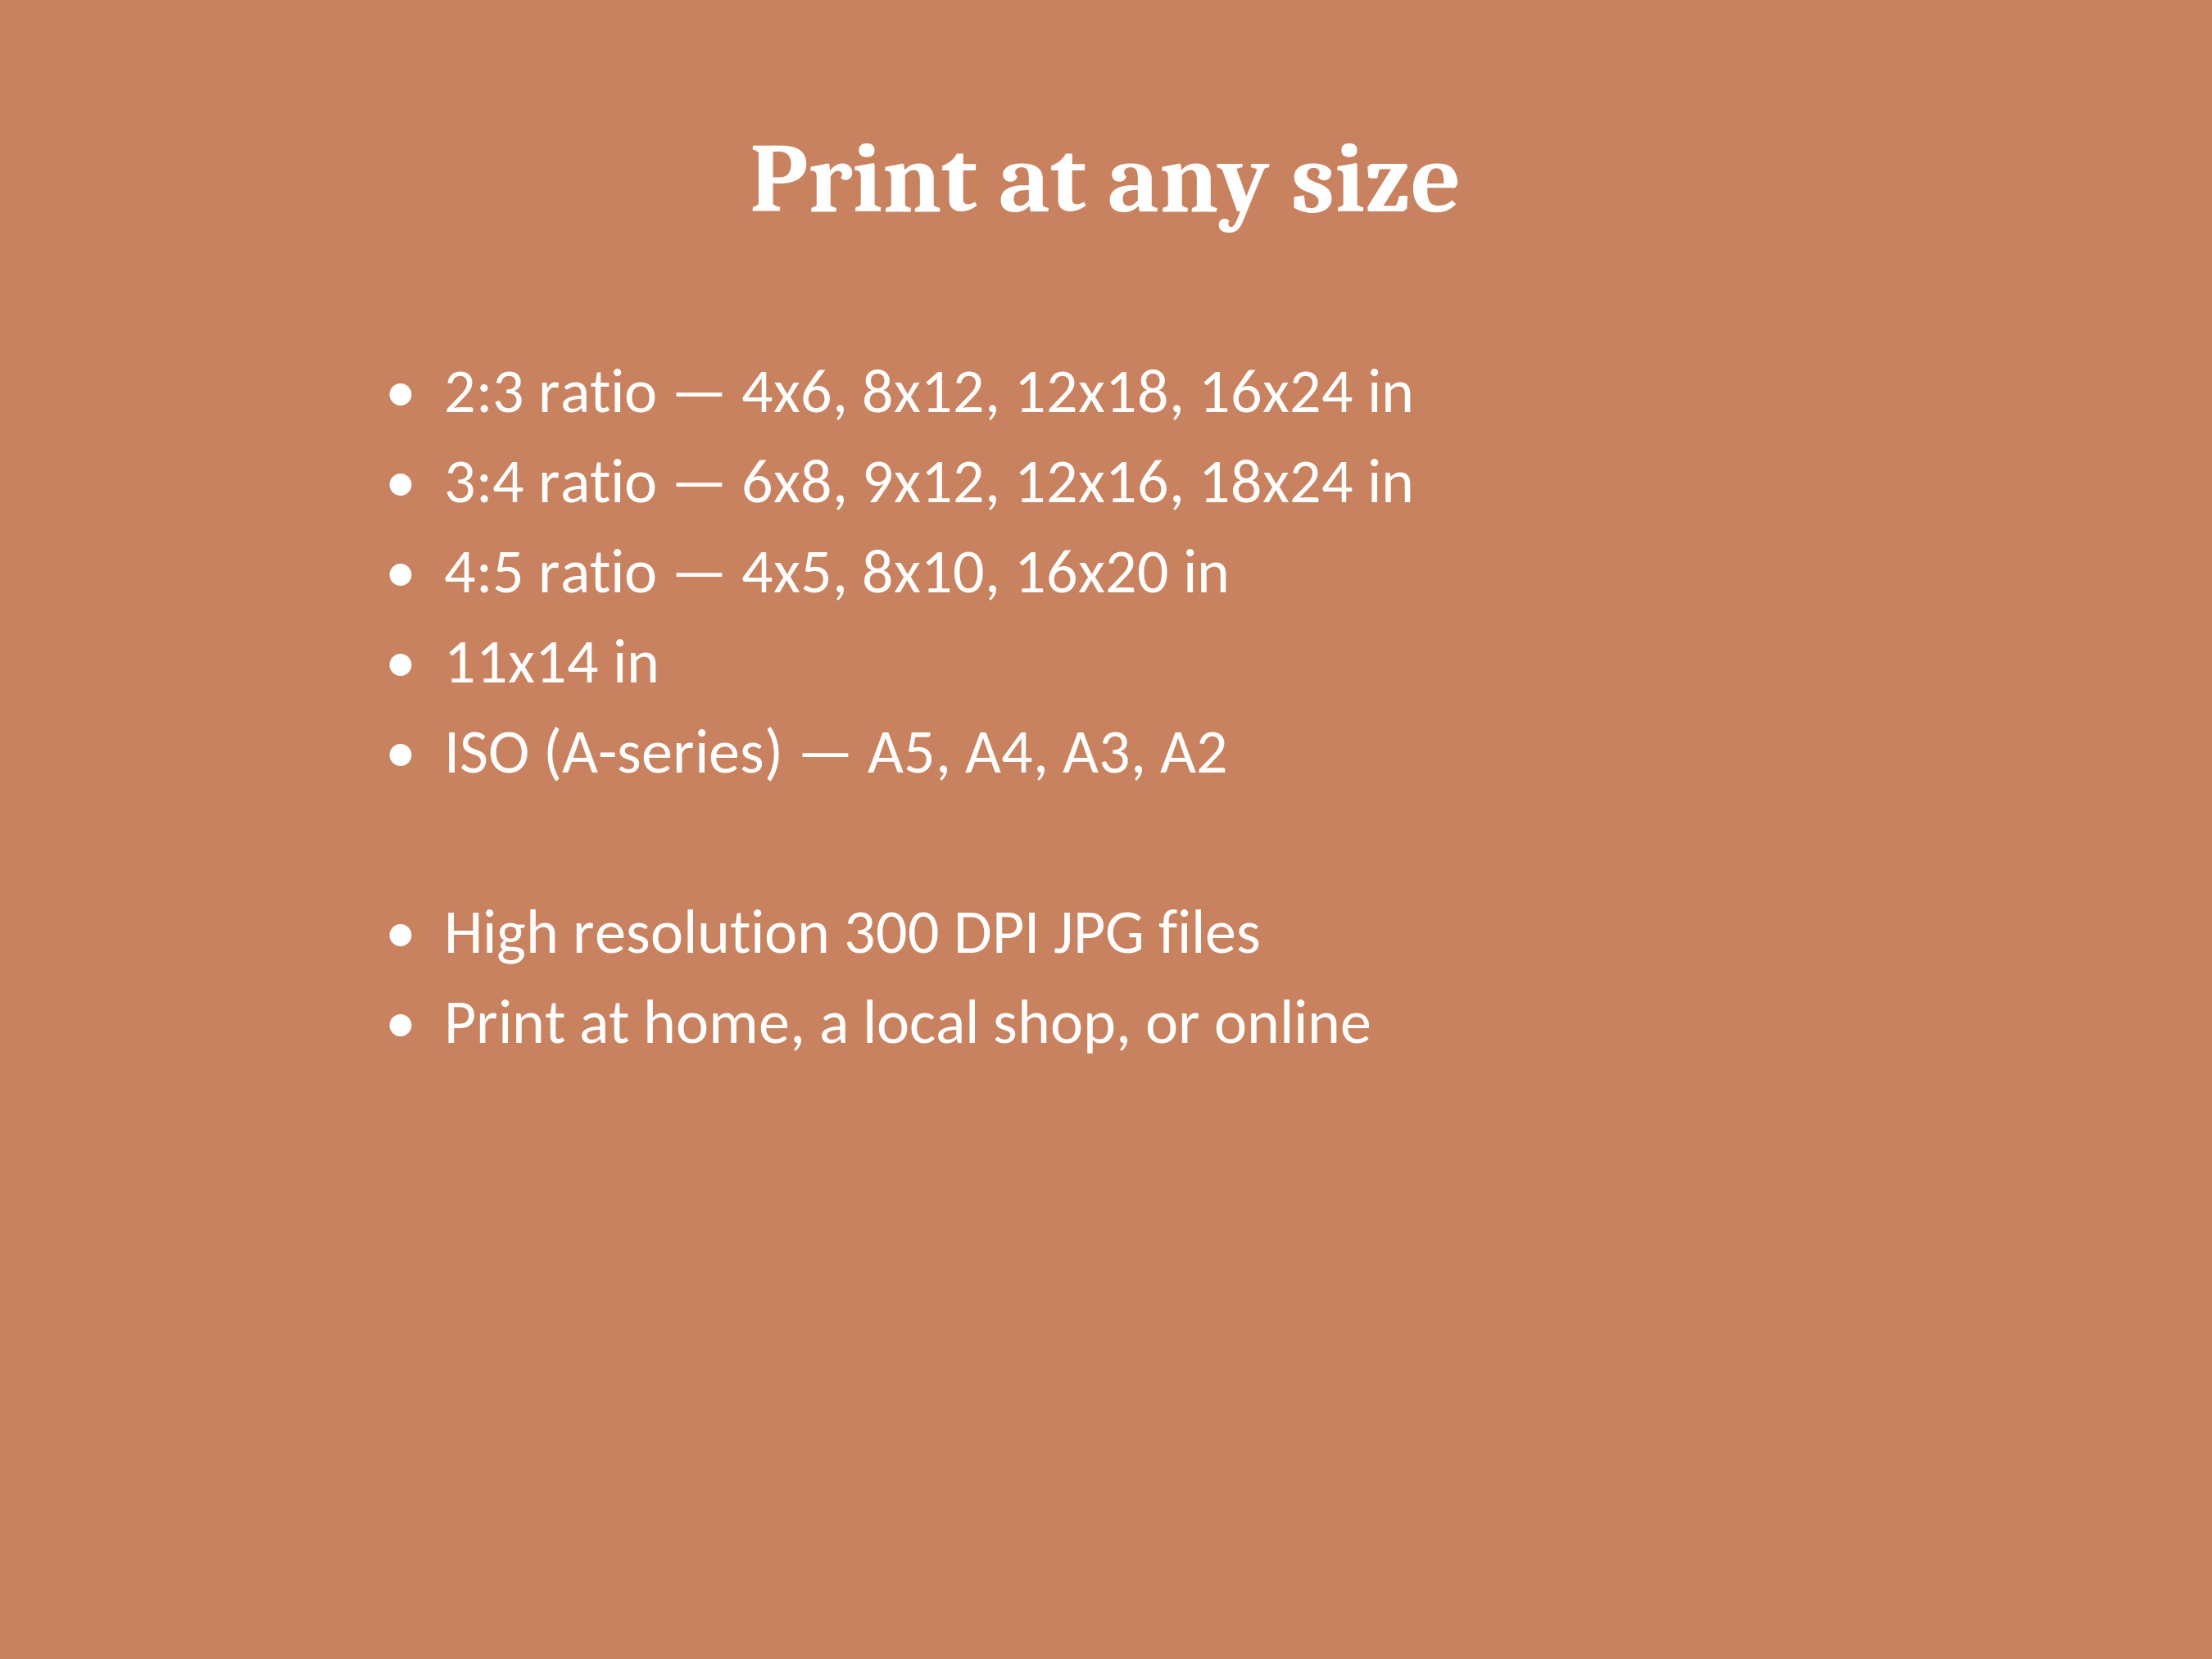 Print at any size
• 2:3 ratio — 4x6, 8x12, 12x18, 16x24 in
• 3:4 ratio — 6x8, 9x12, 12x16, 18x24 in
• 4:5 ratio — 4x5, 8x10, 16x20 in
• 11x14 in
• ISO (A-series) — A5, A4, A3, A2
• High resolution 300 DPI JPG files
• Print at home, a local shop, or online